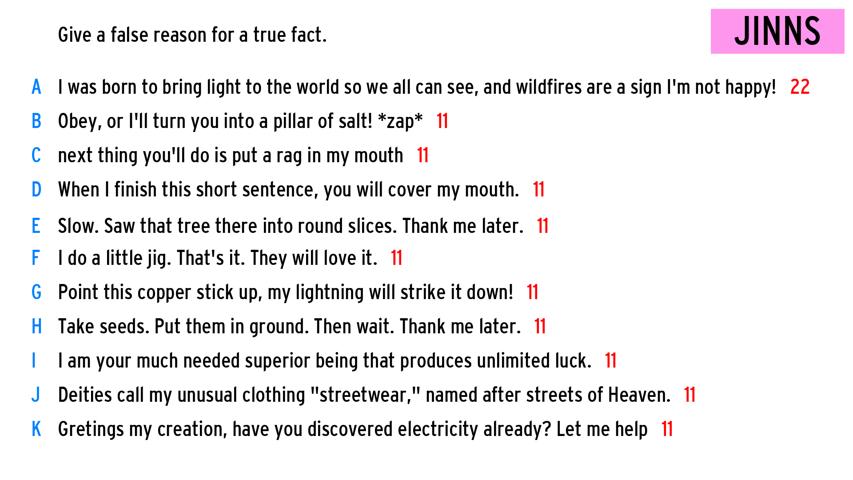 Give a false reason for a true fact.
JINNS
A I was born to bring light to the world so we all can see, and wildfires are a sign I'm not happy! 22
B Obey, or I'll turn you into a pillar of salt! *zap* 11
C next thing you'll do is put a rag in my mouth 11
D When I finish this short sentence, you will cover my mouth. 11
E Slow. Saw that tree there into round slices. Thank me later. 11
F I do a little jig. That's it. They will love it. 11
G Point this copper stick up, my lightning will strike it down! 11
H Take seeds. Put them in ground. Then wait. Thank me later. 11
I I am your much needed superior being that produces unlimited luck. 11
J Deities call my unusual clothing "streetwear," named after streets of Heaven. 11
K Gretings my creation, have you discovered electricity already? Let me help 11